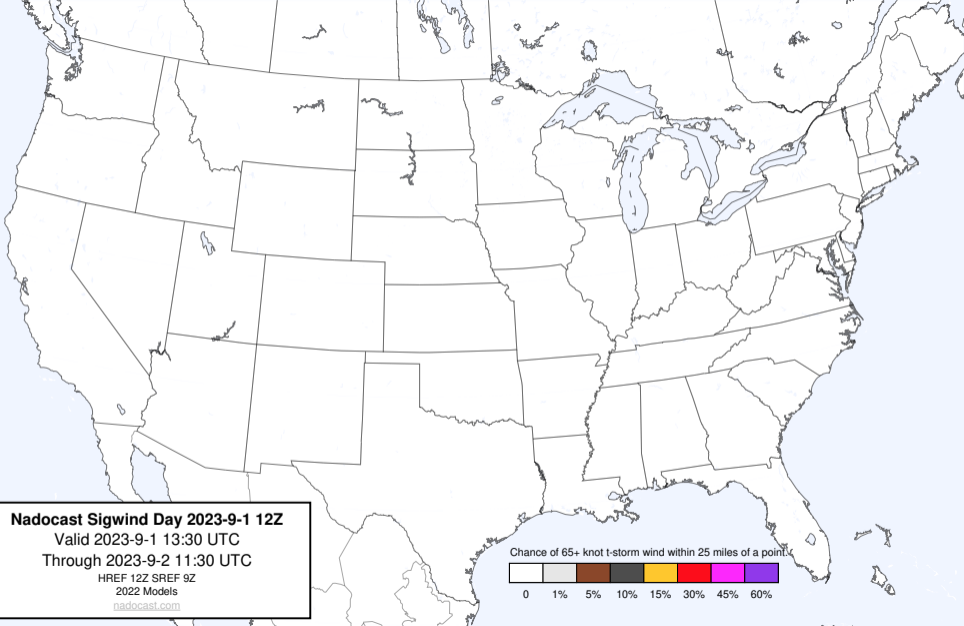 Nadocast Sigwind Day 2023-9-1 12Z
Valid 2023-9-1 13:30 UTC
Through 2023-9-2 11:30 UTC
HREF 12Z SREF 9Z
2022 Models
nadocast.com
Chance of 65+ knot t-storm wind within 25 miles of a point.
0 1% 5% 10% 15% 30% 45% 60%